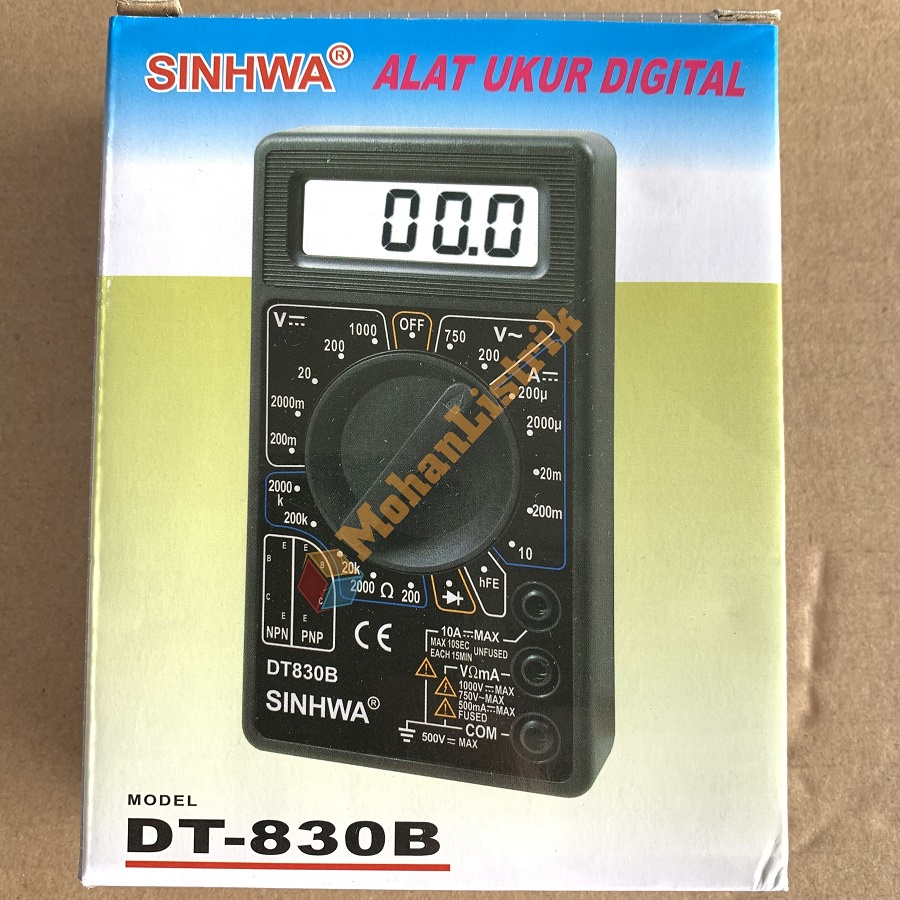 SINHWA® ALAT UKUR DIGITAL
00.0
V⎓ 1000 OFF 750 V~
200 200
20 A⎓
200µ
2000m 2000µ
200m
2000 k 20m
200k 200m
20k 10
2000 Ω 200 hFE
E E
B B
C C
E E
NPN PNP
CE
10A⎓MAX
MAX 10SEC UNFUSED
EACH 15MIN
DT830B
VΩmA
1000V⎓MAX
750V~MAX
500mA⎓MAX
FUSED
SINHWA®
COM
500V⎓MAX
MohanListrik
MODEL
DT-830B